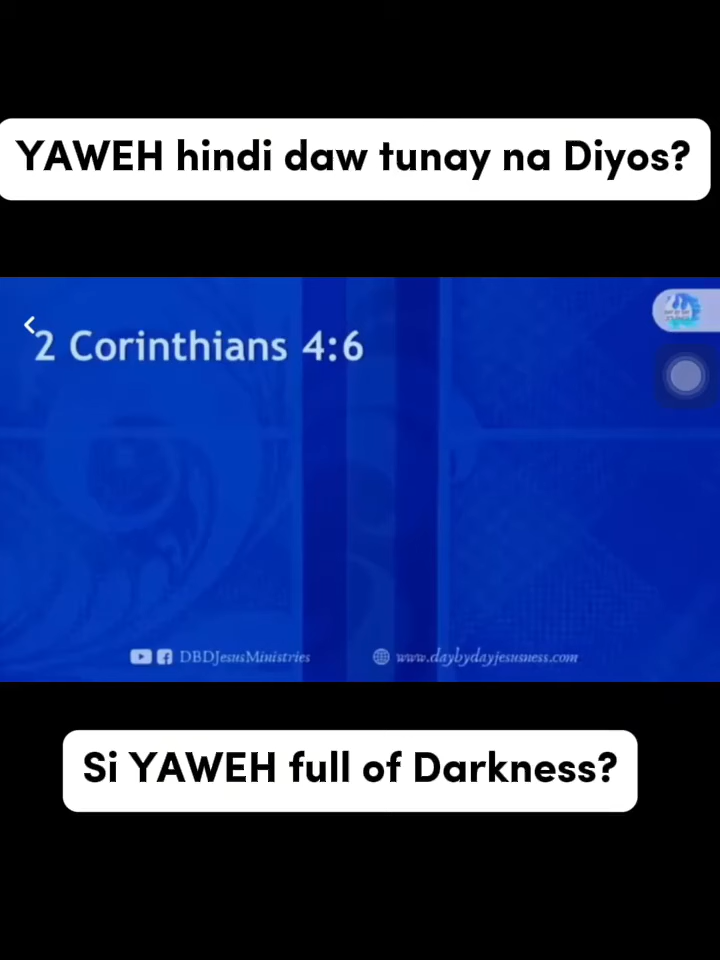 YAWEH hindi daw tunay na Diyos?
2 Corinthians 4:6
DBDJesusMinistries
www.daybydayjesusness.com
Si YAWEH full of Darkness?